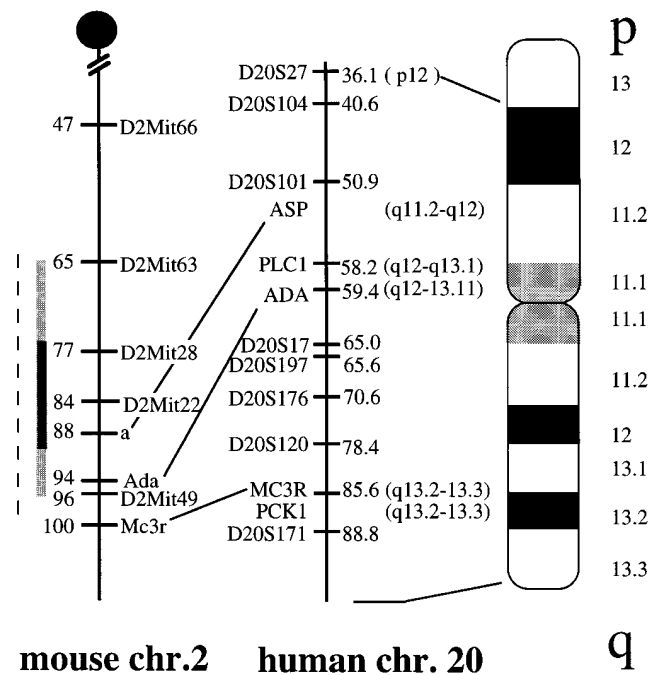 p
47 D2Mit66
65 D2Mit63
77 D2Mit28
84 D2Mit22
88 a
94 Ada
96 D2Mit49
100 Mc3r
mouse chr.2
D20S27 36.1 ( p12 )
D20S104 40.6
D20S101 50.9
ASP (q11.2-q12)
PLC1 58.2 (q12-q13.1)
ADA 59.4 (q12-13.11)
D20S17 65.0
D20S197 65.6
D20S176 70.6
D20S120 78.4
MC3R 85.6 (q13.2-13.3)
PCK1 (q13.2-13.3)
D20S171 88.8
human chr. 20
13
12
11.2
11.1
11.1
11.2
12
13.1
13.2
13.3
q